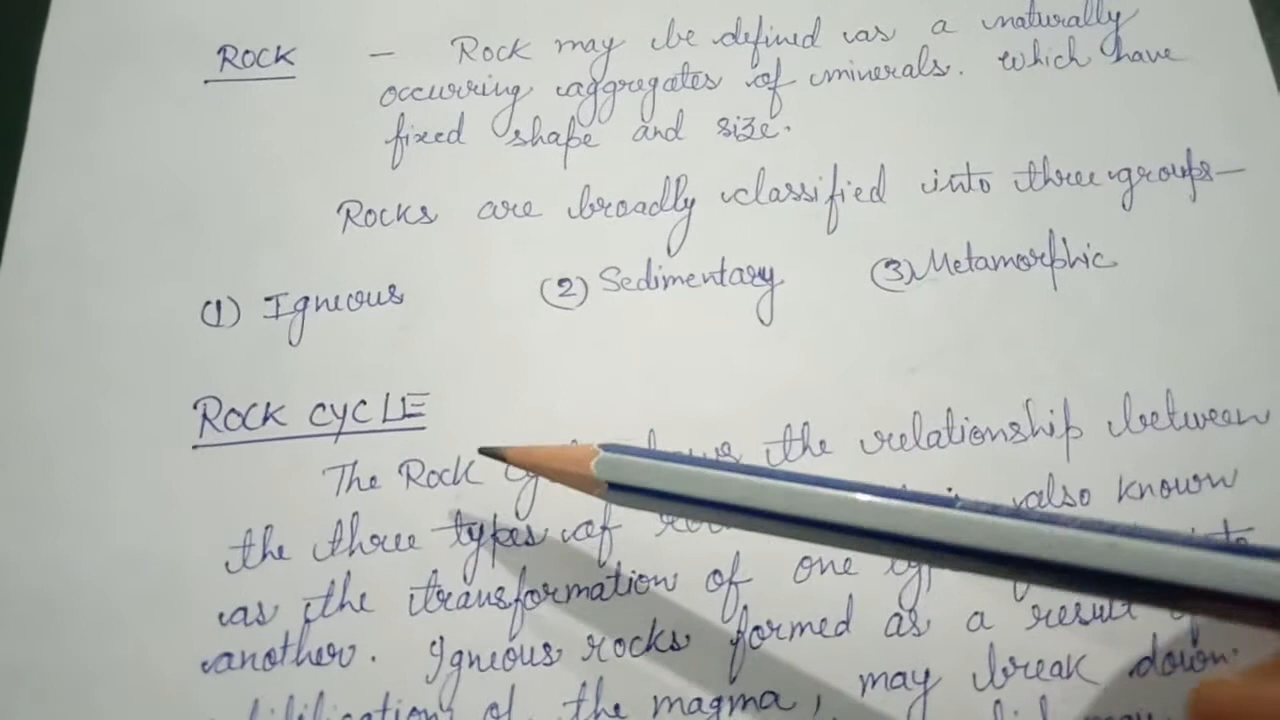 ROCK - Rock may be defined as a naturally
occurring aggregates of minerals. which have
fixed shape and size.
Rocks are broadly classified into three groups-
(1) Igneous (2) Sedimentary (3) Metamorphic
ROCK CYCLE
The Rock the relationship between
the three types of also known
as the transformation of one into
another. Igneous rocks formed as a result
of the magma, may break down